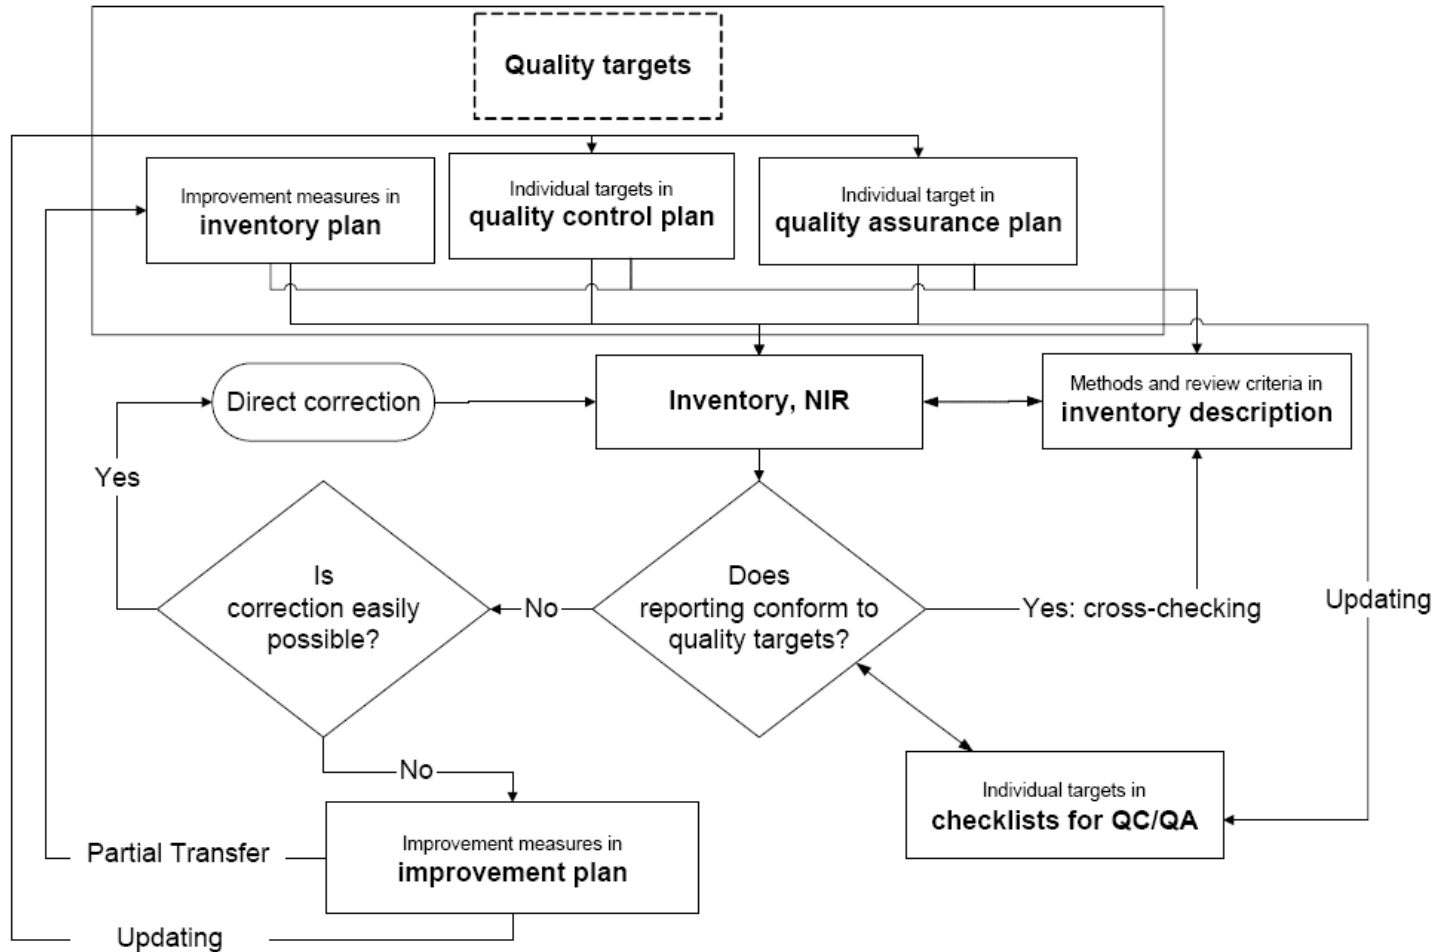 Quality targets
Improvement measures in
inventory plan
Individual targets in
quality control plan
Individual target in
quality assurance plan
Direct correction
Inventory, NIR
Methods and review criteria in
inventory description
Yes
Is
correction easily
possible?
No
Does
reporting conform to
quality targets?
Yes: cross-checking
Updating
No
Individual targets in
checklists for QC/QA
Partial Transfer
Improvement measures in
improvement plan
Updating